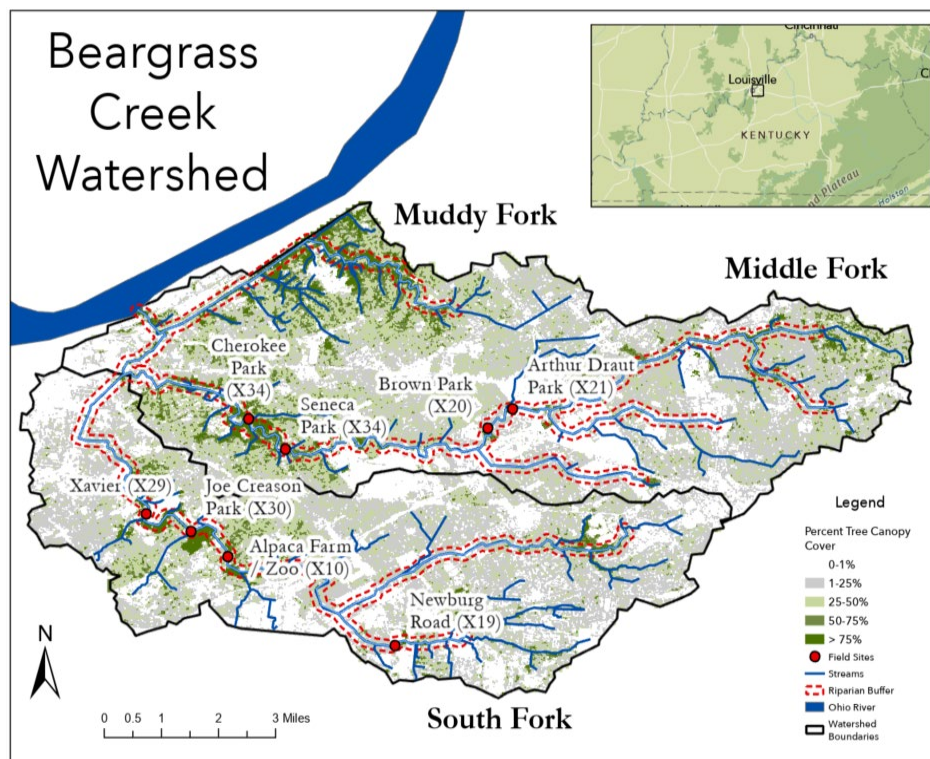 Beargrass
Creek
Watershed
Louisville
KENTUCKY
Holston
Muddy Fork
Middle Fork
Cherokee
Park
(X34)
Seneca
Park (X34)
Brown Park
(X20)
Arthur Draut
Park (X21)
Xavier (X29)
Joe Creason
Park (X30)
Alpaca Farm
/ Zoo (X10)
Newburg
Road (X19)
South Fork
N
0 0.5 1 2 3 Miles
Legend
Percent Tree Canopy
Cover
0-1%
1-25%
25-50%
50-75%
> 75%
Field Sites
Streams
Riparian Buffer
Ohio River
Watershed
Boundaries